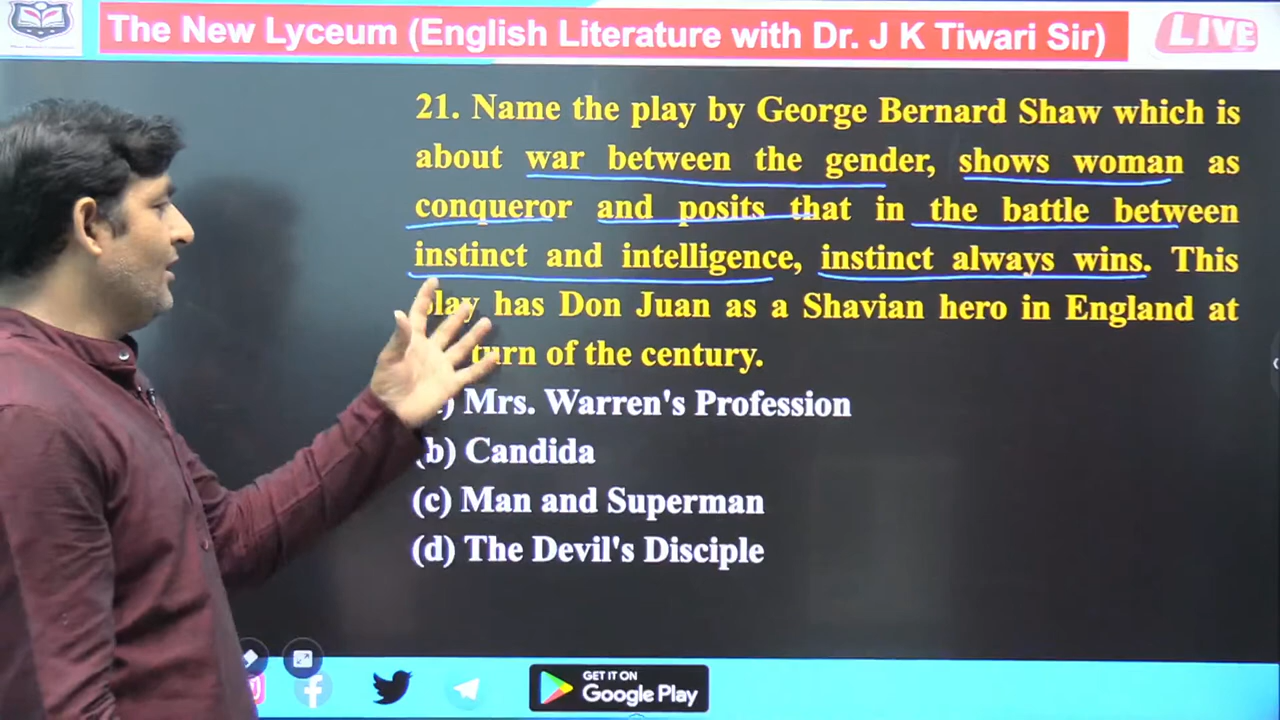 The New Lyceum (English Literature with Dr. J K Tiwari Sir)
LIVE
21. Name the play by George Bernard Shaw which is
about war between the gender, shows woman as
conqueror and posits that in the battle between
instinct and intelligence, instinct always wins. This
play has Don Juan as a Shavian hero in England at
turn of the century.
Mrs. Warren's Profession
(b) Candida
(c) Man and Superman
(d) The Devil's Disciple
GET IT ON
Google Play